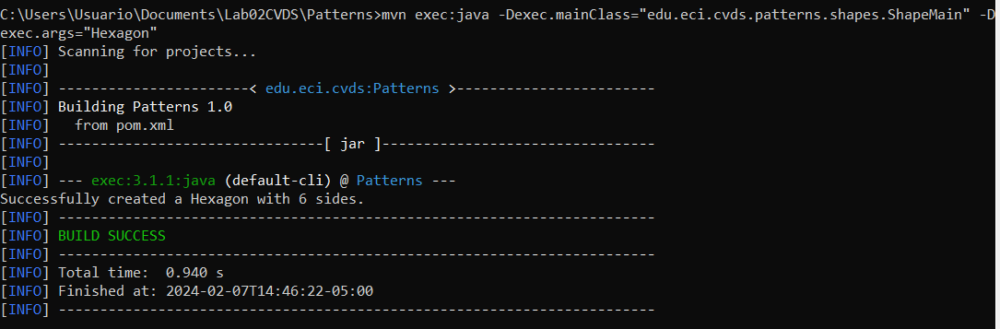 C:\Users\Usuario\Documents\Lab02CVDS\Patterns>mvn exec:java -Dexec.mainClass="edu.eci.cvds.patterns.shapes.ShapeMain" -D
exec.args="Hexagon"
[INFO] Scanning for projects...
[INFO]
[INFO] -----------------------< edu.eci.cvds:Patterns >------------------------
[INFO] Building Patterns 1.0
[INFO]   from pom.xml
[INFO] --------------------------------[ jar ]---------------------------------
[INFO]
[INFO] --- exec:3.1.1:java (default-cli) @ Patterns ---
Successfully created a Hexagon with 6 sides.
[INFO] ------------------------------------------------------------------------
[INFO] BUILD SUCCESS
[INFO] ------------------------------------------------------------------------
[INFO] Total time:  0.940 s
[INFO] Finished at: 2024-02-07T14:46:22-05:00
[INFO] ------------------------------------------------------------------------